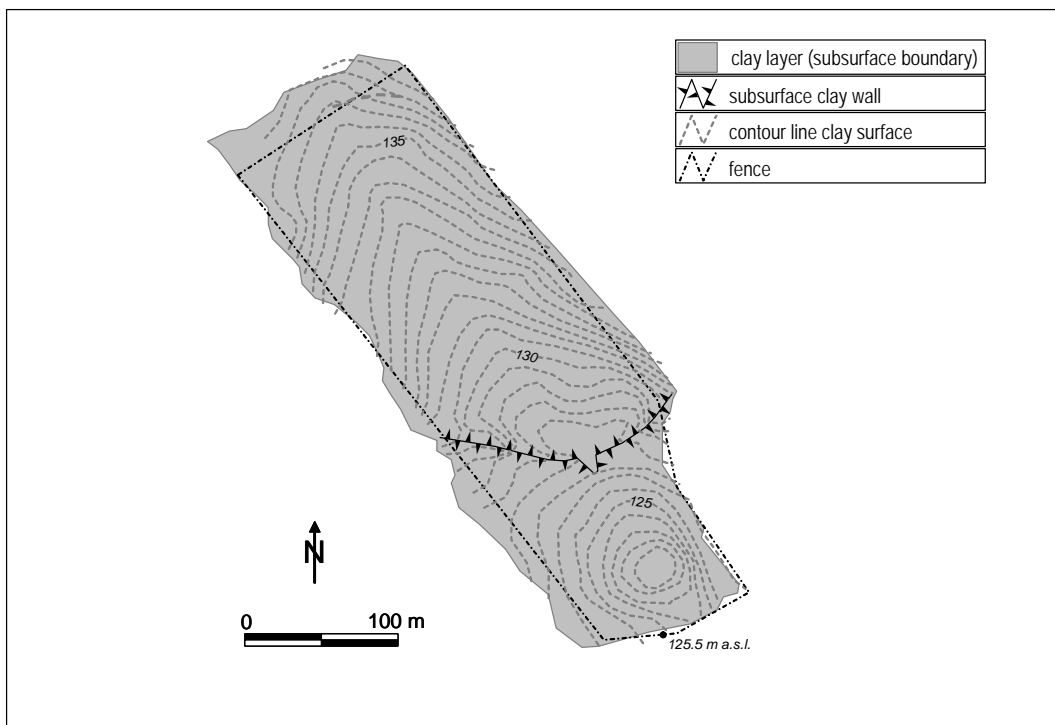 clay layer (subsurface boundary)
subsurface clay wall
contour line clay surface
fence
135
130
125
N
0 100 m
125.5 m a.s.l.